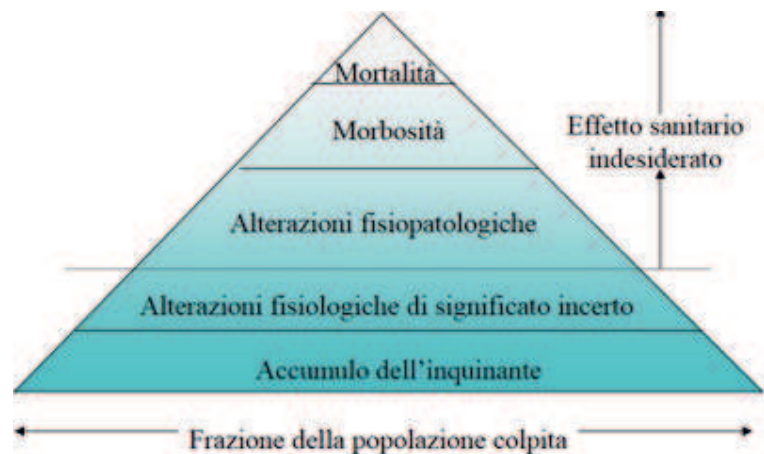 Mortalità
Morbosità
Effetto sanitario
indesiderato
Alterazioni fisiopatologiche
Alterazioni fisiologiche di significato incerto
Accumulo dell'inquinante
Frazione della popolazione colpita